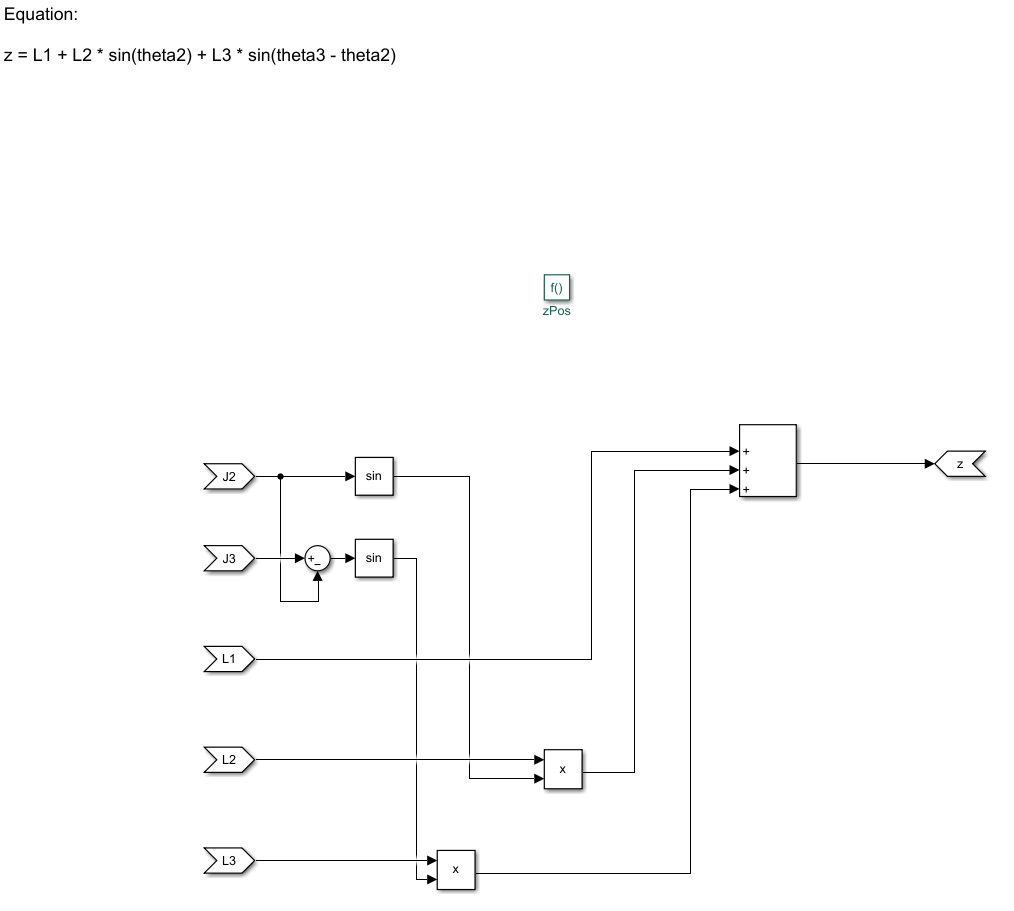 Equation:
z = L1 + L2 * sin(theta2) + L3 * sin(theta3 - theta2)
f()
zPos
J2
sin
+
+
+
z
J3
+
−
sin
L1
L2
x
L3
x